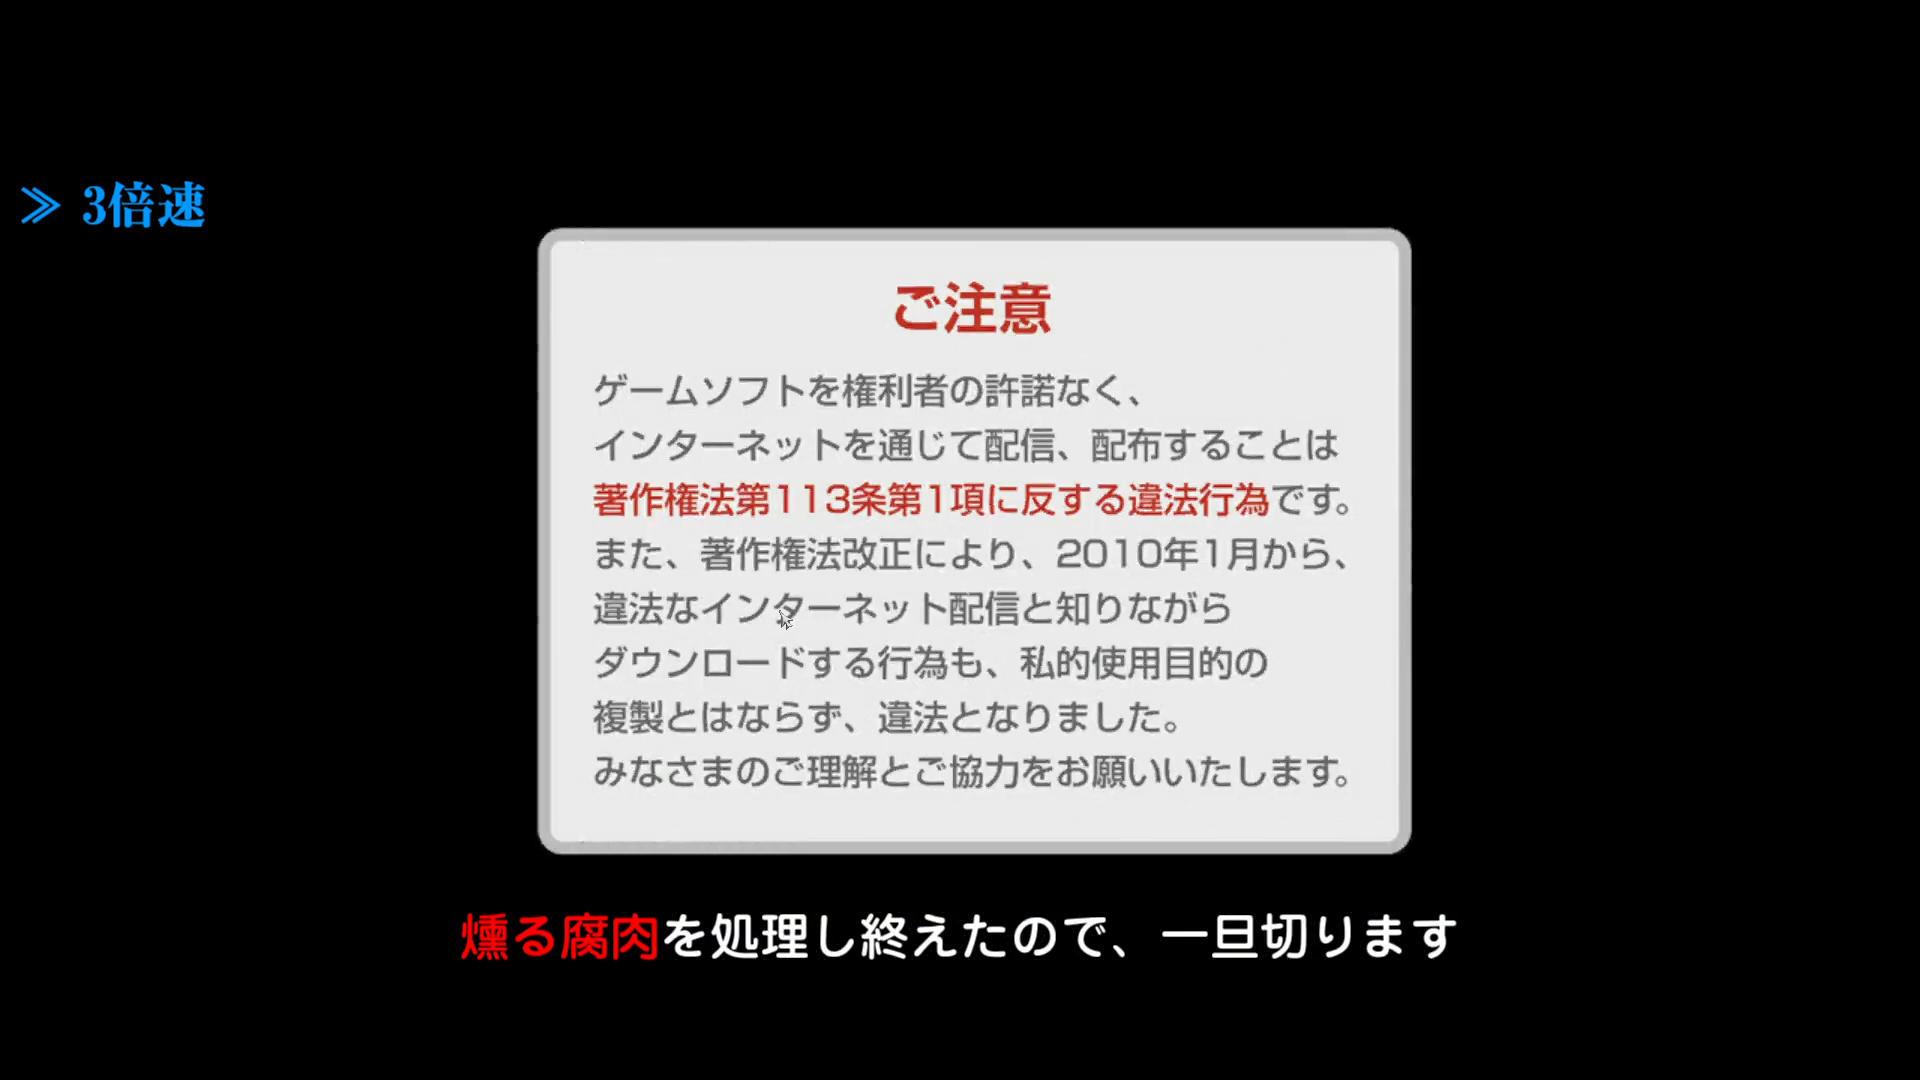 ≫ 3倍速
ご注意
ゲームソフトを権利者の許諾なく、
インターネットを通じて配信、配布することは
著作権法第113条第1項に反する違法行為です。
また、著作権法改正により、2010年1月から、
違法なインターネット配信と知りながら
ダウンロードする行為も、私的使用目的の
複製とはならず、違法となりました。
みなさまのご理解とご協力をお願いいたします。
燻る腐肉を処理し終えたので、一旦切ります